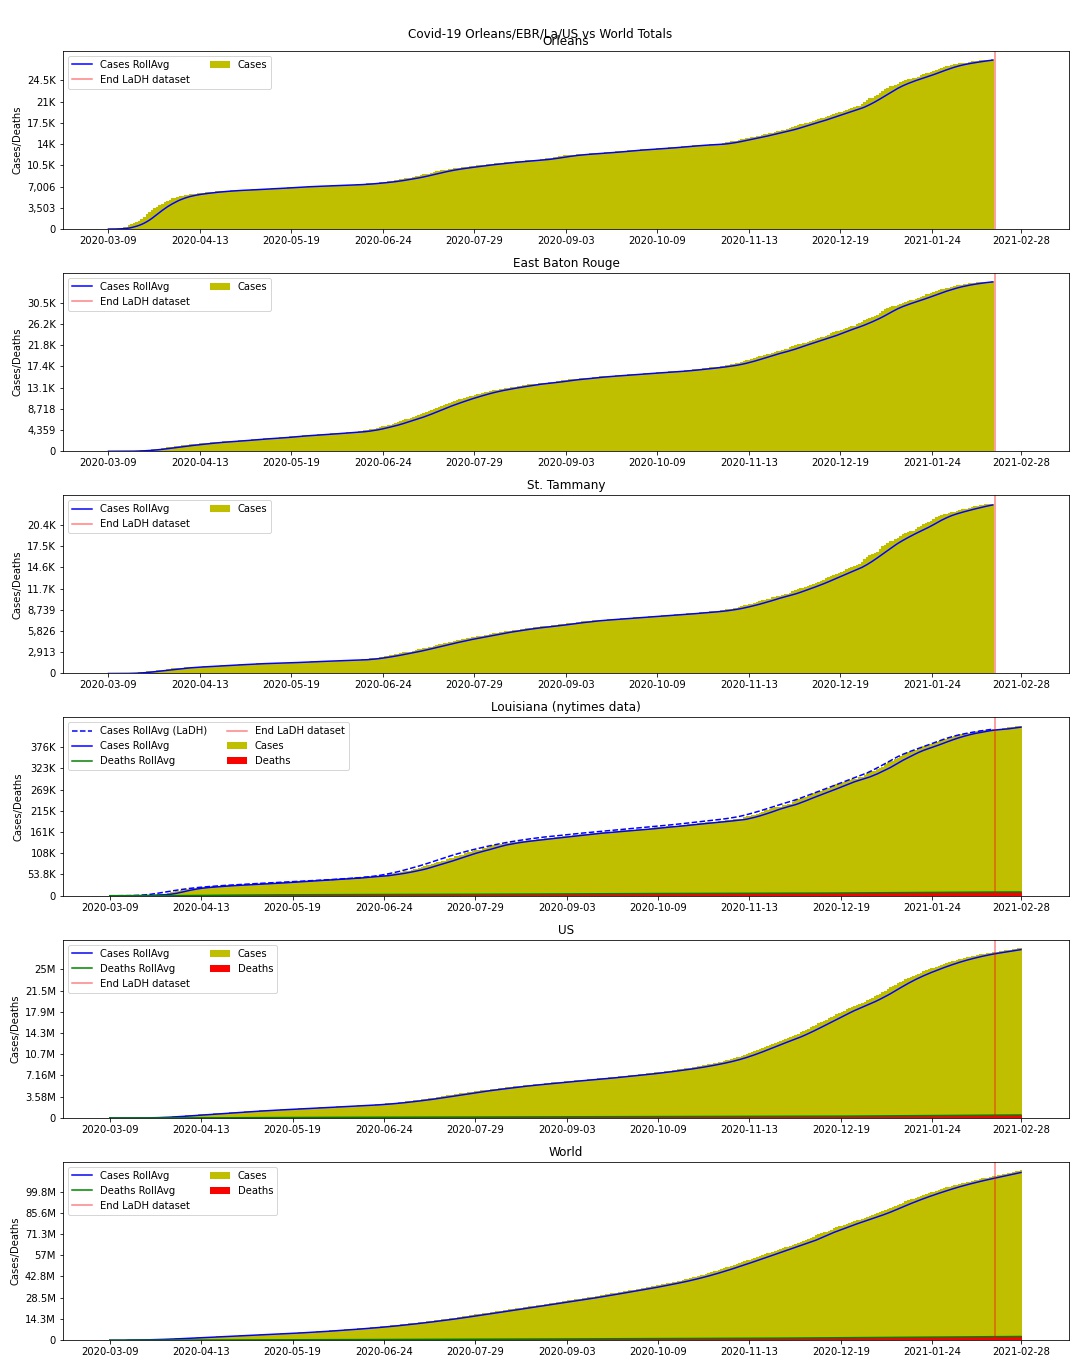 Covid-19 Orleans/EBR/La/US vs World Totals
Orleans
Cases RollAvg
End LaDH dataset
Cases
Cases/Deaths
24.5K
21K
17.5K
14K
10.5K
7,006
3,503
0
2020-03-09 2020-04-13 2020-05-19 2020-06-24 2020-07-29 2020-09-03 2020-10-09 2020-11-13 2020-12-19 2021-01-24 2021-02-28
East Baton Rouge
Cases RollAvg
End LaDH dataset
Cases
Cases/Deaths
30.5K
26.2K
21.8K
17.4K
13.1K
8,718
4,359
0
2020-03-09 2020-04-13 2020-05-19 2020-06-24 2020-07-29 2020-09-03 2020-10-09 2020-11-13 2020-12-19 2021-01-24 2021-02-28
St. Tammany
Cases RollAvg
End LaDH dataset
Cases
Cases/Deaths
20.4K
17.5K
14.6K
11.7K
8,739
5,826
2,913
0
2020-03-09 2020-04-13 2020-05-19 2020-06-24 2020-07-29 2020-09-03 2020-10-09 2020-11-13 2020-12-19 2021-01-24 2021-02-28
Louisiana (nytimes data)
Cases RollAvg (LaDH)
Cases RollAvg
Deaths RollAvg
End LaDH dataset
Cases
Deaths
Cases/Deaths
376K
323K
269K
215K
161K
108K
53.8K
0
2020-03-09 2020-04-13 2020-05-19 2020-06-24 2020-07-29 2020-09-03 2020-10-09 2020-11-13 2020-12-19 2021-01-24 2021-02-28
US
Cases RollAvg
Deaths RollAvg
End LaDH dataset
Cases
Deaths
Cases/Deaths
25M
21.5M
17.9M
14.3M
10.7M
7.16M
3.58M
0
2020-03-09 2020-04-13 2020-05-19 2020-06-24 2020-07-29 2020-09-03 2020-10-09 2020-11-13 2020-12-19 2021-01-24 2021-02-28
World
Cases RollAvg
Deaths RollAvg
End LaDH dataset
Cases
Deaths
Cases/Deaths
99.8M
85.6M
71.3M
57M
42.8M
28.5M
14.3M
0
2020-03-09 2020-04-13 2020-05-19 2020-06-24 2020-07-29 2020-09-03 2020-10-09 2020-11-13 2020-12-19 2021-01-24 2021-02-28